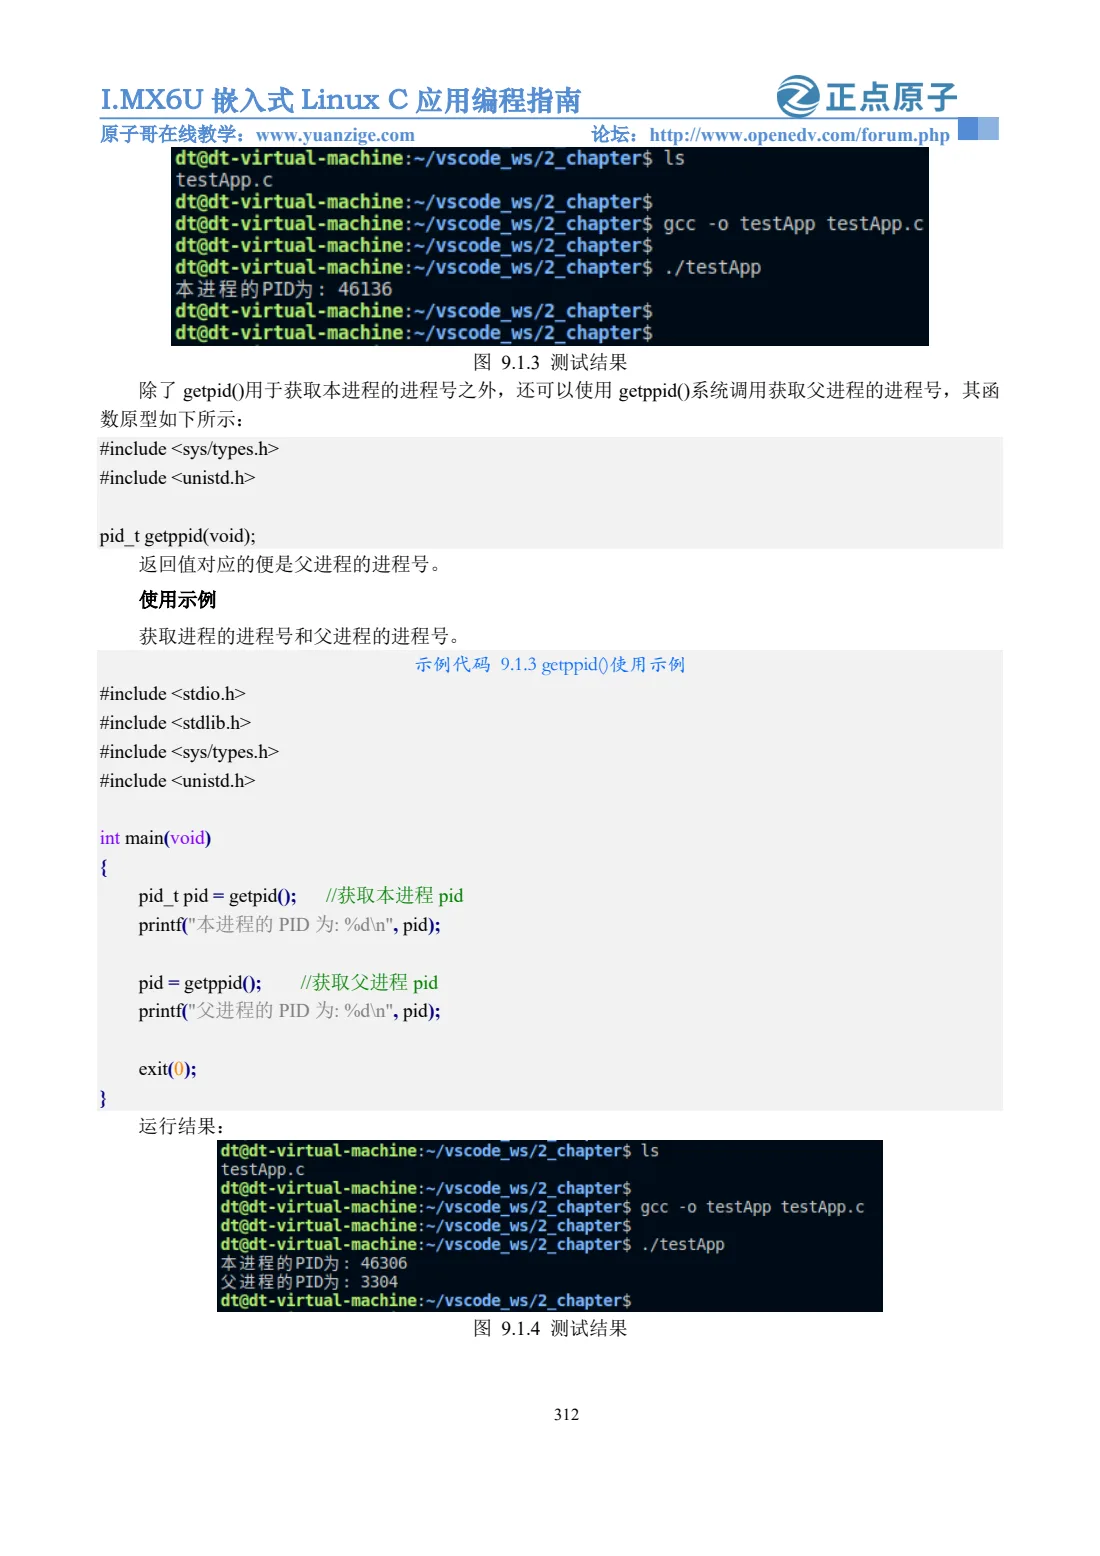 I.MX6U 嵌入式 Linux C 应用编程指南
正点原子
原子哥在线教学：www.yuanzige.com 论坛：http://www.openedv.com/forum.php
dt@dt-virtual-machine:~/vscode_ws/2_chapter$ ls
testApp.c
dt@dt-virtual-machine:~/vscode_ws/2_chapter$
dt@dt-virtual-machine:~/vscode_ws/2_chapter$ gcc -o testApp testApp.c
dt@dt-virtual-machine:~/vscode_ws/2_chapter$
dt@dt-virtual-machine:~/vscode_ws/2_chapter$ ./testApp
本进程的PID为: 46136
dt@dt-virtual-machine:~/vscode_ws/2_chapter$
dt@dt-virtual-machine:~/vscode_ws/2_chapter$
图 9.1.3 测试结果
除了 getpid()用于获取本进程的进程号之外，还可以使用 getppid()系统调用获取父进程的进程号，其函
数原型如下所示：
#include <sys/types.h>
#include <unistd.h>
pid_t getppid(void);
返回值对应的便是父进程的进程号。
使用示例
获取进程的进程号和父进程的进程号。
示例代码 9.1.3 getppid()使用示例
#include <stdio.h>
#include <stdlib.h>
#include <sys/types.h>
#include <unistd.h>
int main(void)
{
pid_t pid = getpid(); //获取本进程 pid
printf("本进程的 PID 为: %d\n", pid);
pid = getppid(); //获取父进程 pid
printf("父进程的 PID 为: %d\n", pid);
exit(0);
}
运行结果：
dt@dt-virtual-machine:~/vscode_ws/2_chapter$ ls
testApp.c
dt@dt-virtual-machine:~/vscode_ws/2_chapter$
dt@dt-virtual-machine:~/vscode_ws/2_chapter$ gcc -o testApp testApp.c
dt@dt-virtual-machine:~/vscode_ws/2_chapter$
dt@dt-virtual-machine:~/vscode_ws/2_chapter$ ./testApp
本进程的PID为: 46306
父进程的PID为: 3304
dt@dt-virtual-machine:~/vscode_ws/2_chapter$
图 9.1.4 测试结果
312